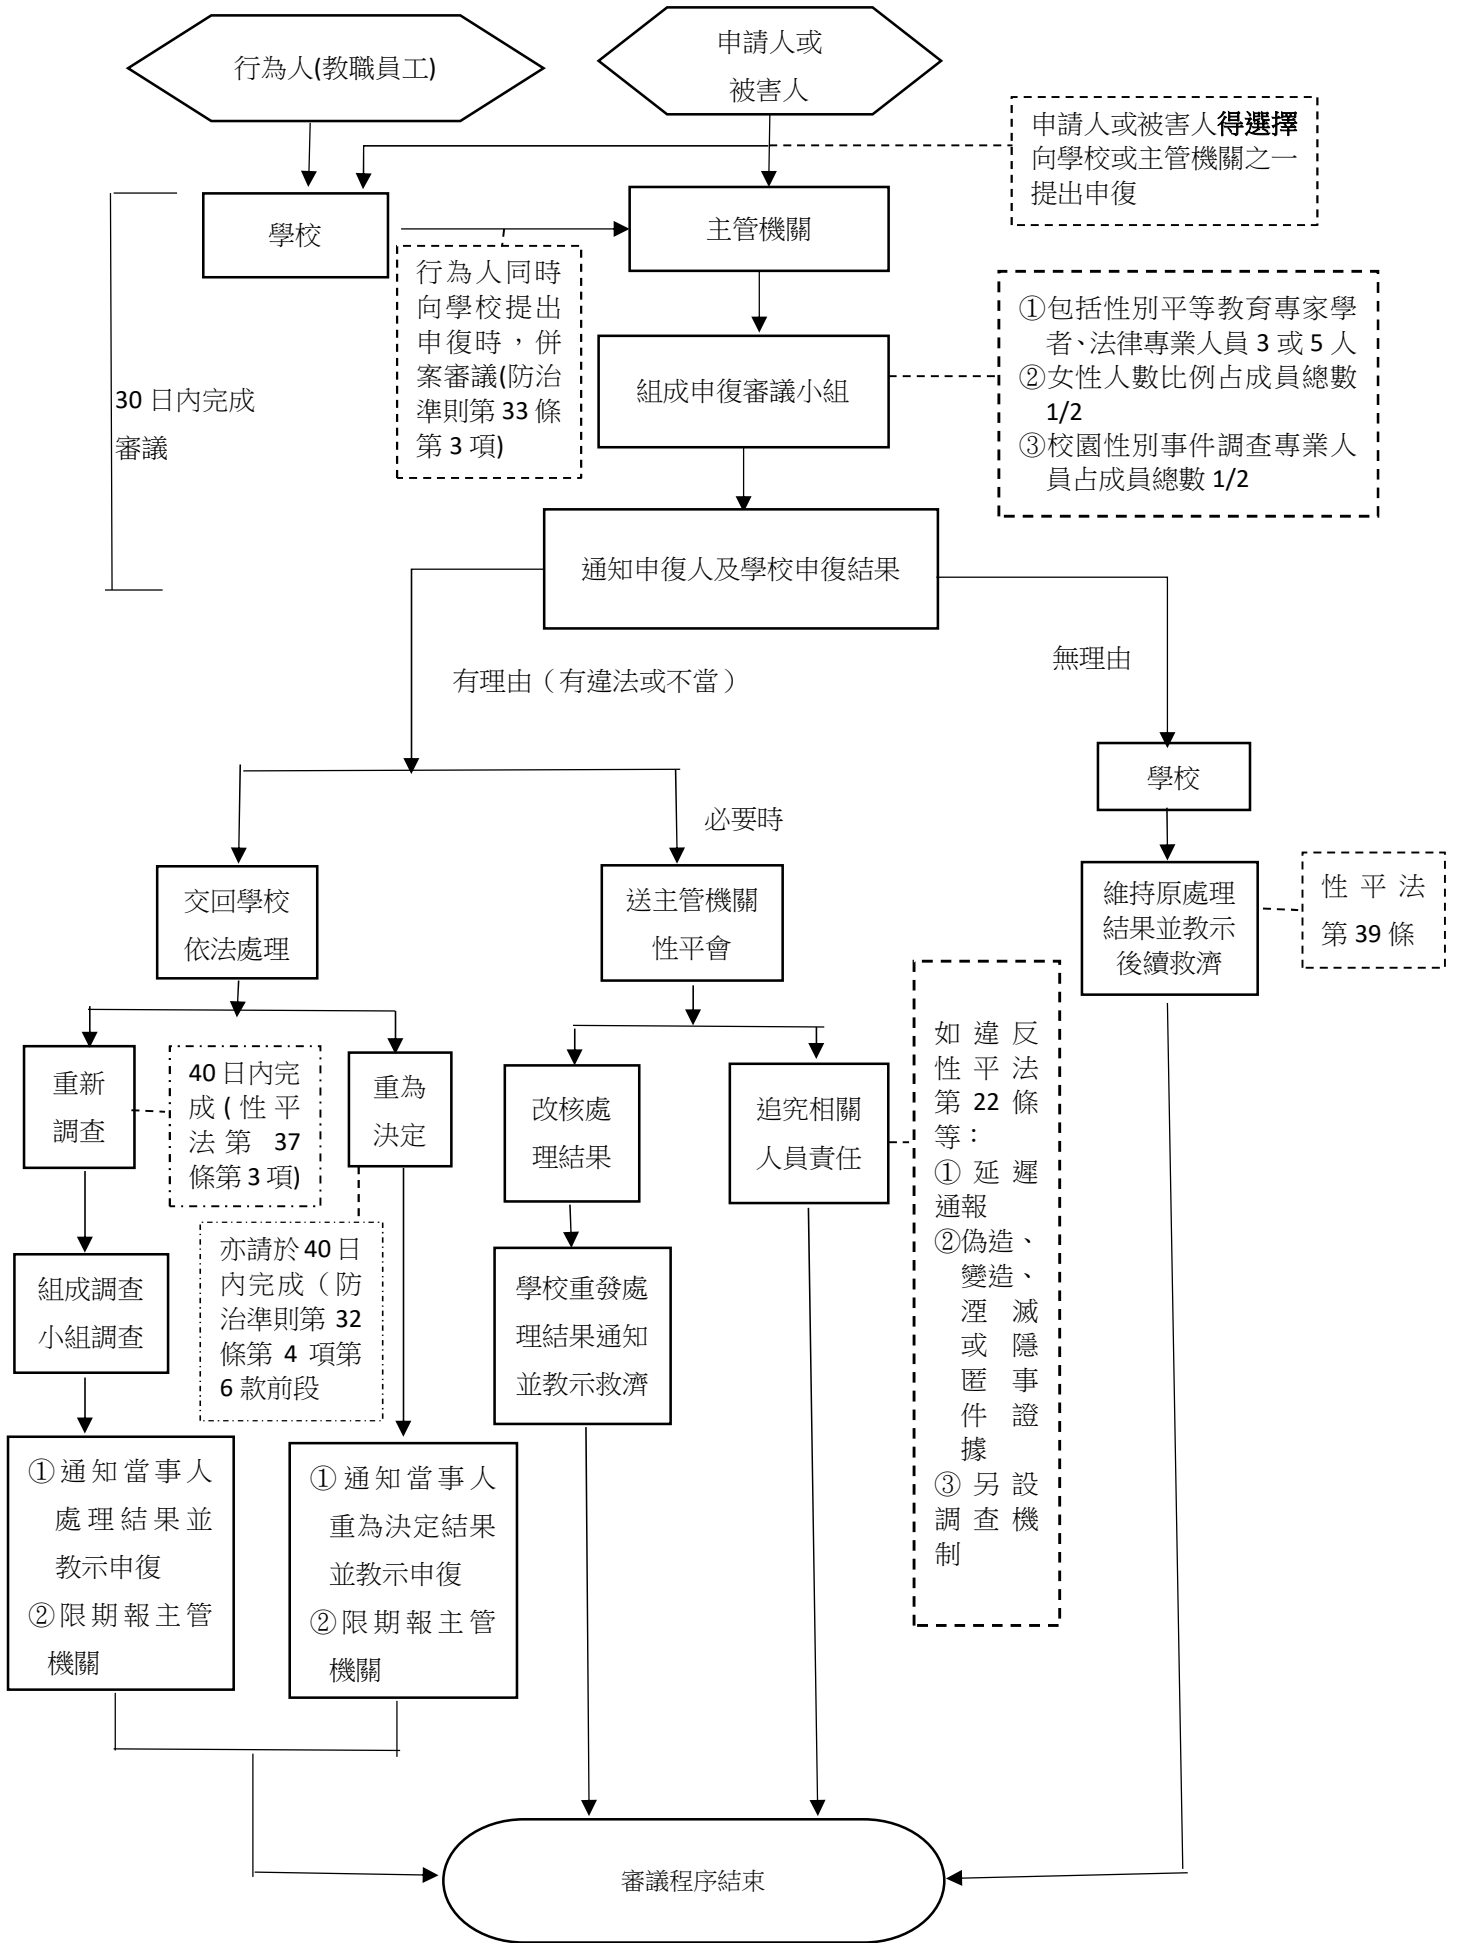 行為人(教職員工)
申請人或
被害人
申請人或被害人得選擇
向學校或主管機關之一
提出申復
學校
主管機關
行為人同時
向學校提出
申復時，併
案審議(防治
準則第 33 條
第 3 項)
30 日內完成
審議
組成申復審議小組
①包括性別平等教育專家學
者、法律專業人員 3 或 5 人
②女性人數比例占成員總數
1/2
③校園性別事件調查專業人
員占成員總數 1/2
通知申復人及學校申復結果
有理由（有違法或不當）
無理由
學校
必要時
交回學校
依法處理
送主管機關
性平會
維持原處理
結果並教示
後續救濟
性平法
第 39 條
重新
調查
40 日內完
成(性平
法第 37
條第 3 項)
重為
決定
改核處
理結果
追究相關
人員責任
如違反
性平法
第 22 條
等：
①延遲
通報
②偽造、
變造、
湮滅
或隱
匿事
件證
據
③另設
調查機
制
亦請於 40 日
內完成（防
治準則第 32
條第 4 項第
6 款前段
組成調查
小組調查
學校重發處
理結果通知
並教示救濟
①通知當事人
處理結果並
教示申復
②限期報主管
機關
①通知當事人
重為決定結果
並教示申復
②限期報主管
機關
審議程序結束